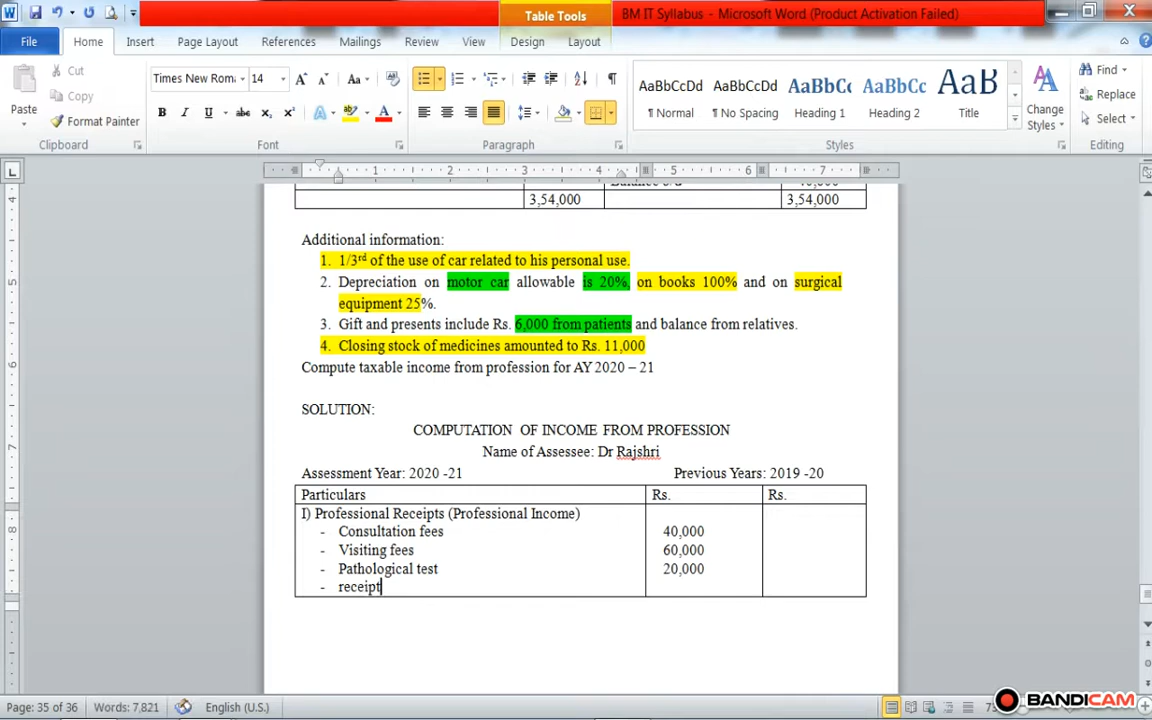 Table Tools
BM IT Syllabus - Microsoft Word (Product Activation Failed)
File Home Insert Page Layout References Mailings Review View Design Layout
Paste Cut Copy Format Painter
Times New Rom 14
AaBbCcDd AaBbCcDd AaBbCc AaBbCc AaB
¶ Normal ¶ No Spacing Heading 1 Heading 2 Title
Change Styles
Find Replace Select
Clipboard Font Paragraph Styles Editing
3,54,000 3,54,000
Additional information:
1. 1/3rd of the use of car related to his personal use.
2. Depreciation on motor car allowable is 20%, on books 100% and on surgical
equipment 25%.
3. Gift and presents include Rs. 6,000 from patients and balance from relatives.
4. Closing stock of medicines amounted to Rs. 11,000
Compute taxable income from profession for AY 2020 – 21
SOLUTION:
COMPUTATION OF INCOME FROM PROFESSION
Name of Assessee: Dr Rajshri
Assessment Year: 2020 -21 Previous Years: 2019 -20
Particulars Rs. Rs.
I) Professional Receipts (Professional Income)
- Consultation fees 40,000
- Visiting fees 60,000
- Pathological test 20,000
- receipt
Page: 35 of 36 Words: 7,821 English (U.S.)
BANDICAM